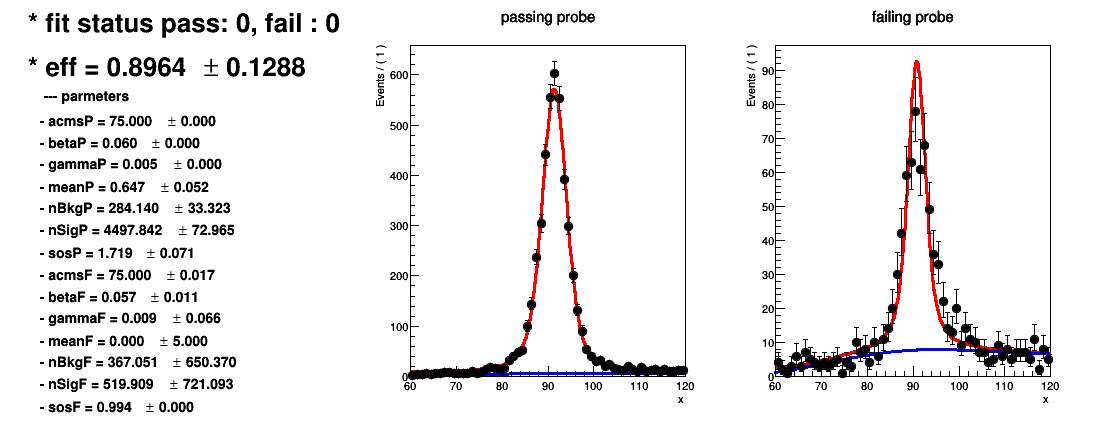 * fit status pass: 0, fail : 0
* eff = 0.8964 ± 0.1288
--- parmeters
- acmsP = 75.000 ± 0.000
- betaP = 0.060 ± 0.000
- gammaP = 0.005 ± 0.000
- meanP = 0.647 ± 0.052
- nBkgP = 284.140 ± 33.323
- nSigP = 4497.842 ± 72.965
- sosP = 1.719 ± 0.071
- acmsF = 75.000 ± 0.017
- betaF = 0.057 ± 0.011
- gammaF = 0.009 ± 0.066
- meanF = 0.000 ± 5.000
- nBkgF = 367.051 ± 650.370
- nSigF = 519.909 ± 721.093
- sosF = 0.994 ± 0.000
passing probe
Events / ( 1 )
600
500
400
300
200
100
0
60 70 80 90 100 110 120
x
failing probe
Events / ( 1 )
90
80
70
60
50
40
30
20
10
0
60 70 80 90 100 110 120
x